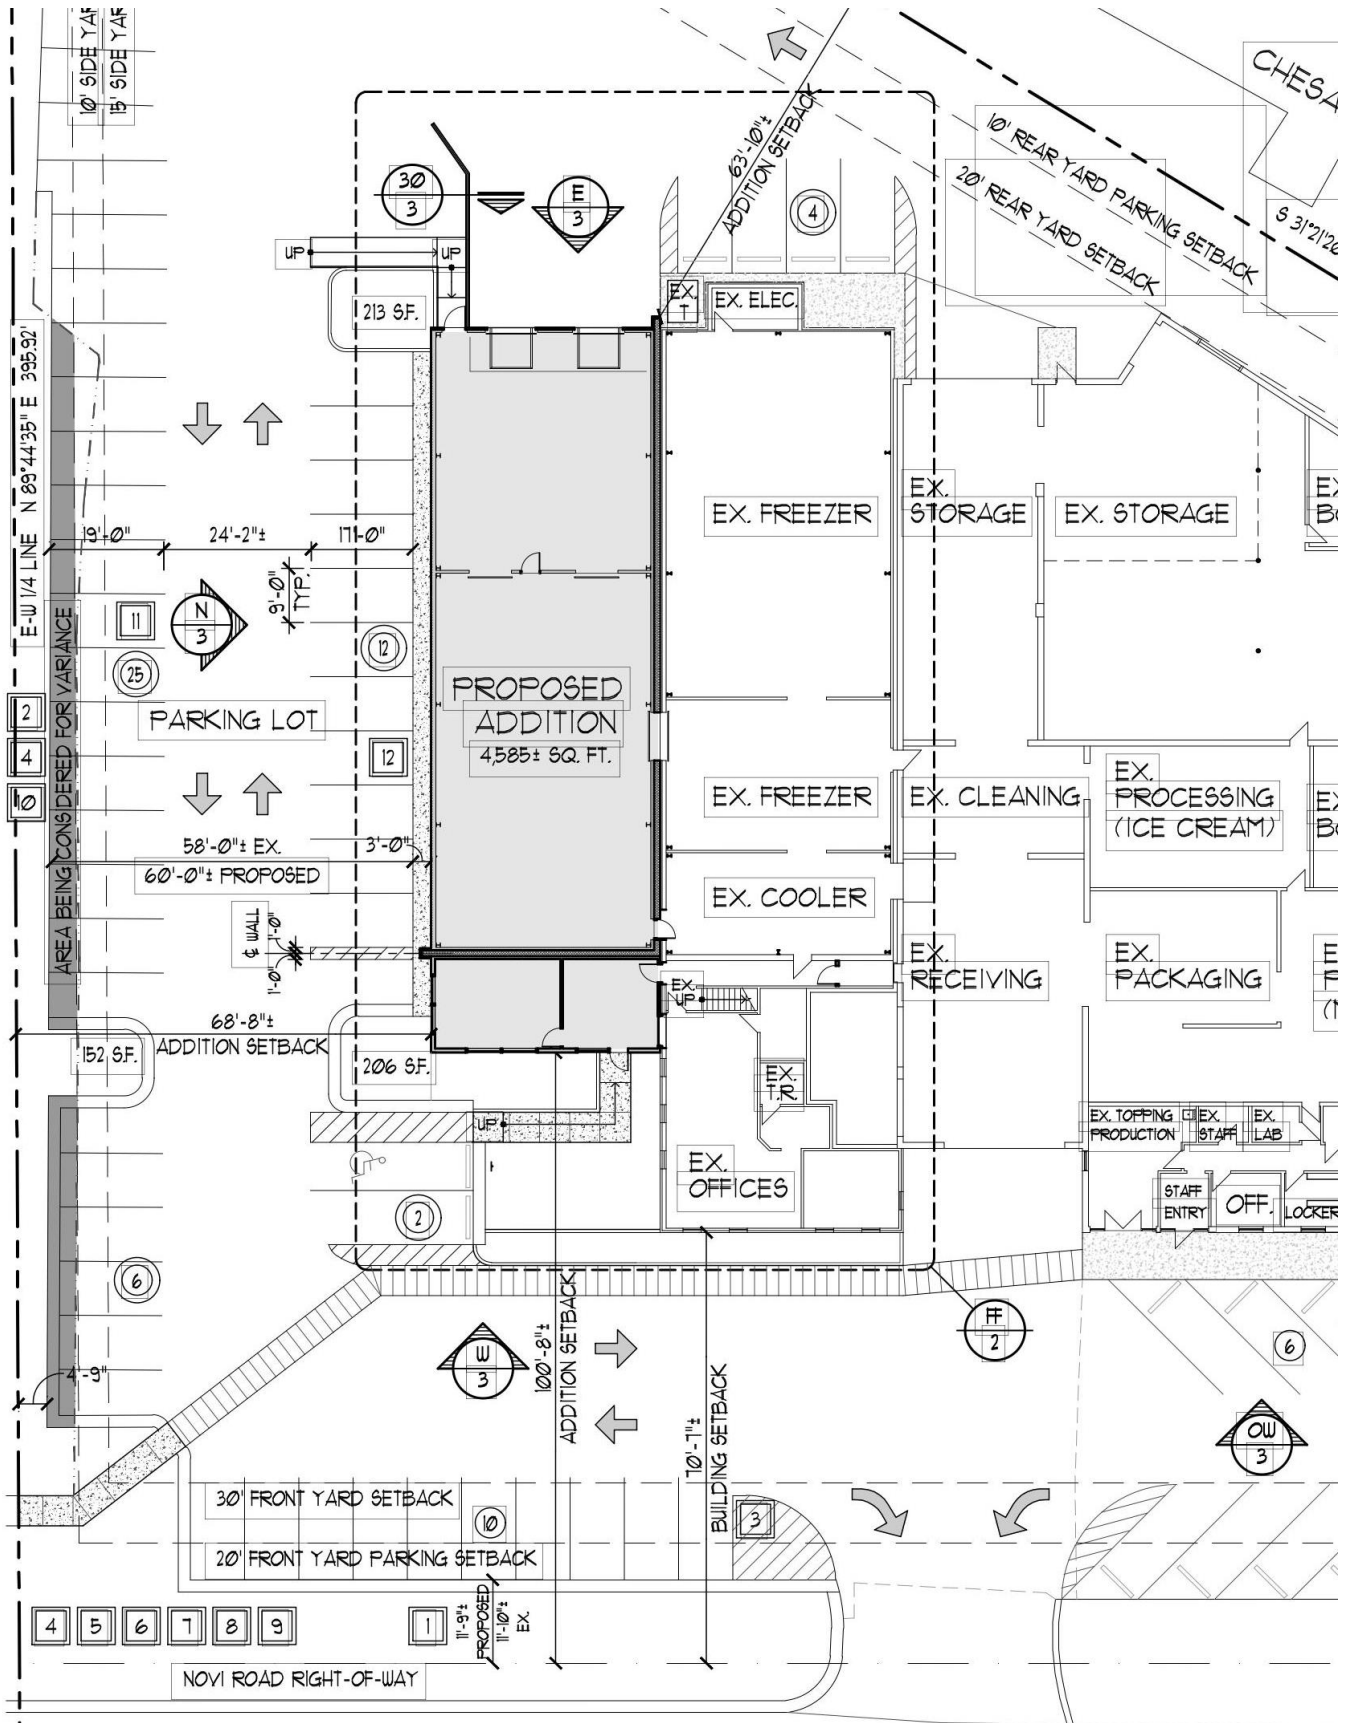 10' SIDE YAR
15' SIDE YAR
CHESA
10' REAR YARD PARKING SETBACK
20' REAR YARD SETBACK
S 31°21'20
63'-10"±
ADDITION SETBACK
30
3
E
3
4
UP
UP
213 S.F.
EX.
T
EX. ELEC.
E-W 1/4 LINE N 89°44'35" E 395.92'
EX. FREEZER
EX.
STORAGE
EX. STORAGE
EX
BO
19'-0"
24'-2"±
17'-0"
9'-0"
TYP.
11
N
3
12
25
AREA BEING CONSIDERED FOR VARIANCE
PROPOSED
ADDITION
4,585± SQ. FT.
2
4
10
PARKING LOT
12
EX. FREEZER
EX. CLEANING
EX.
PROCESSING
(ICE CREAM)
EX
BO
58'-0"± EX.
60'-0"± PROPOSED
3'-0"
EX. COOLER
℄ WALL
1'-0"
1'-0"
EX.
RECEIVING
EX.
PACKAGING
EX.
UP
68'-8"±
ADDITION SETBACK
152 S.F.
206 S.F.
EX.
T.R.
UP
EX. TOPPING
PRODUCTION
EX.
STAFF
EX.
LAB
EX.
OFFICES
STAFF
ENTRY
OFF.
LOCKER
2
6
FF
2
6
4'-9"
W
3
100'-8"±
ADDITION SETBACK
70'-7"±
BUILDING SETBACK
OW
3
30' FRONT YARD SETBACK
10
3
20' FRONT YARD PARKING SETBACK
11'-9"±
PROPOSED
11'-10"±
EX.
4
5
6
7
8
9
1
NOVI ROAD RIGHT-OF-WAY